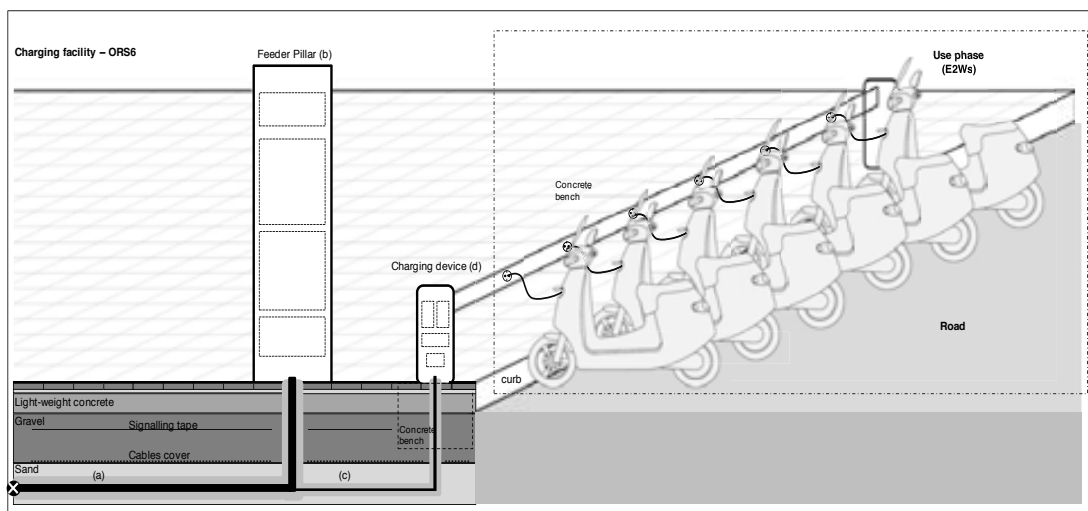 Charging facility – ORS6
Feeder Pillar (b)
Use phase
(E2Ws)
Concrete
bench
Charging device (d)
Road
curb
Light-weight concrete
Gravel
Signalling tape
Concrete
bench
Cables cover
Sand
(a)
(c)